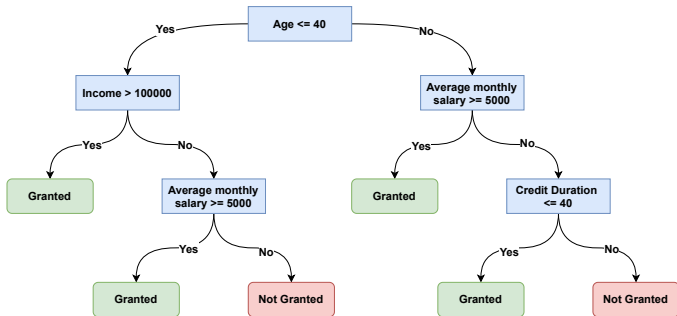 Age <= 40
Yes
No
Income > 100000
Average monthly
salary >= 5000
Yes
No
Yes
No
Granted
Average monthly
salary >= 5000
Granted
Credit Duration
<= 40
Yes
No
Yes
No
Granted
Not Granted
Granted
Not Granted